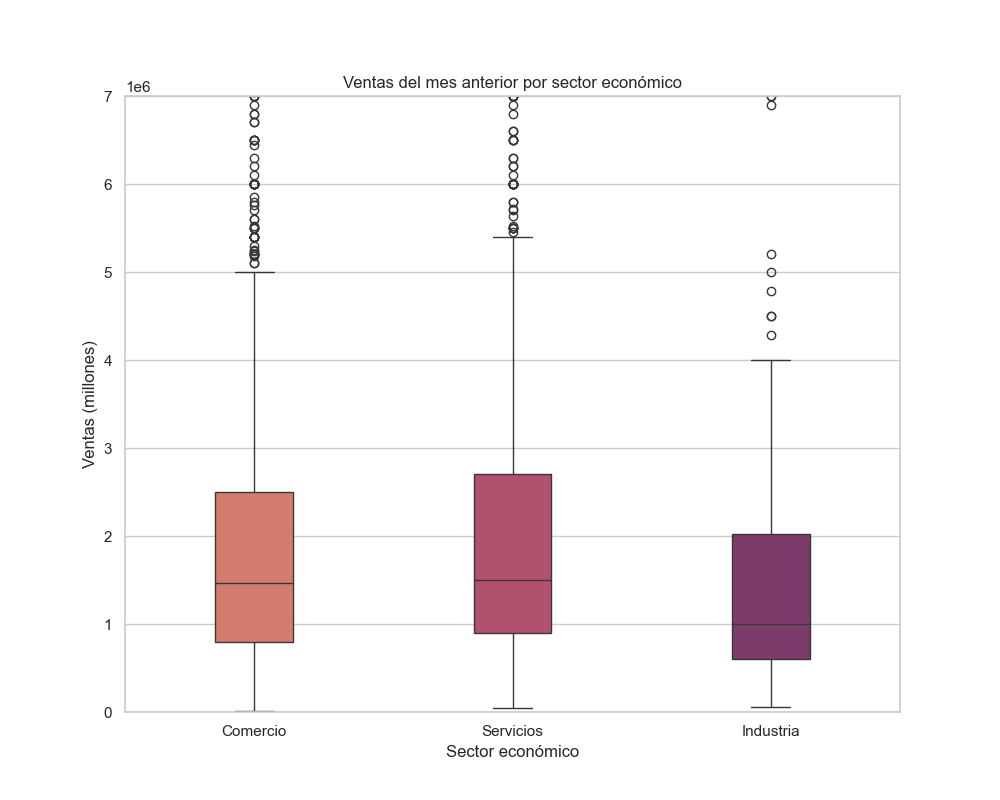 Ventas del mes anterior por sector económico
1e6
7
6
5
4
3
2
1
0
Ventas (millones)
Comercio Servicios Industria
Sector económico